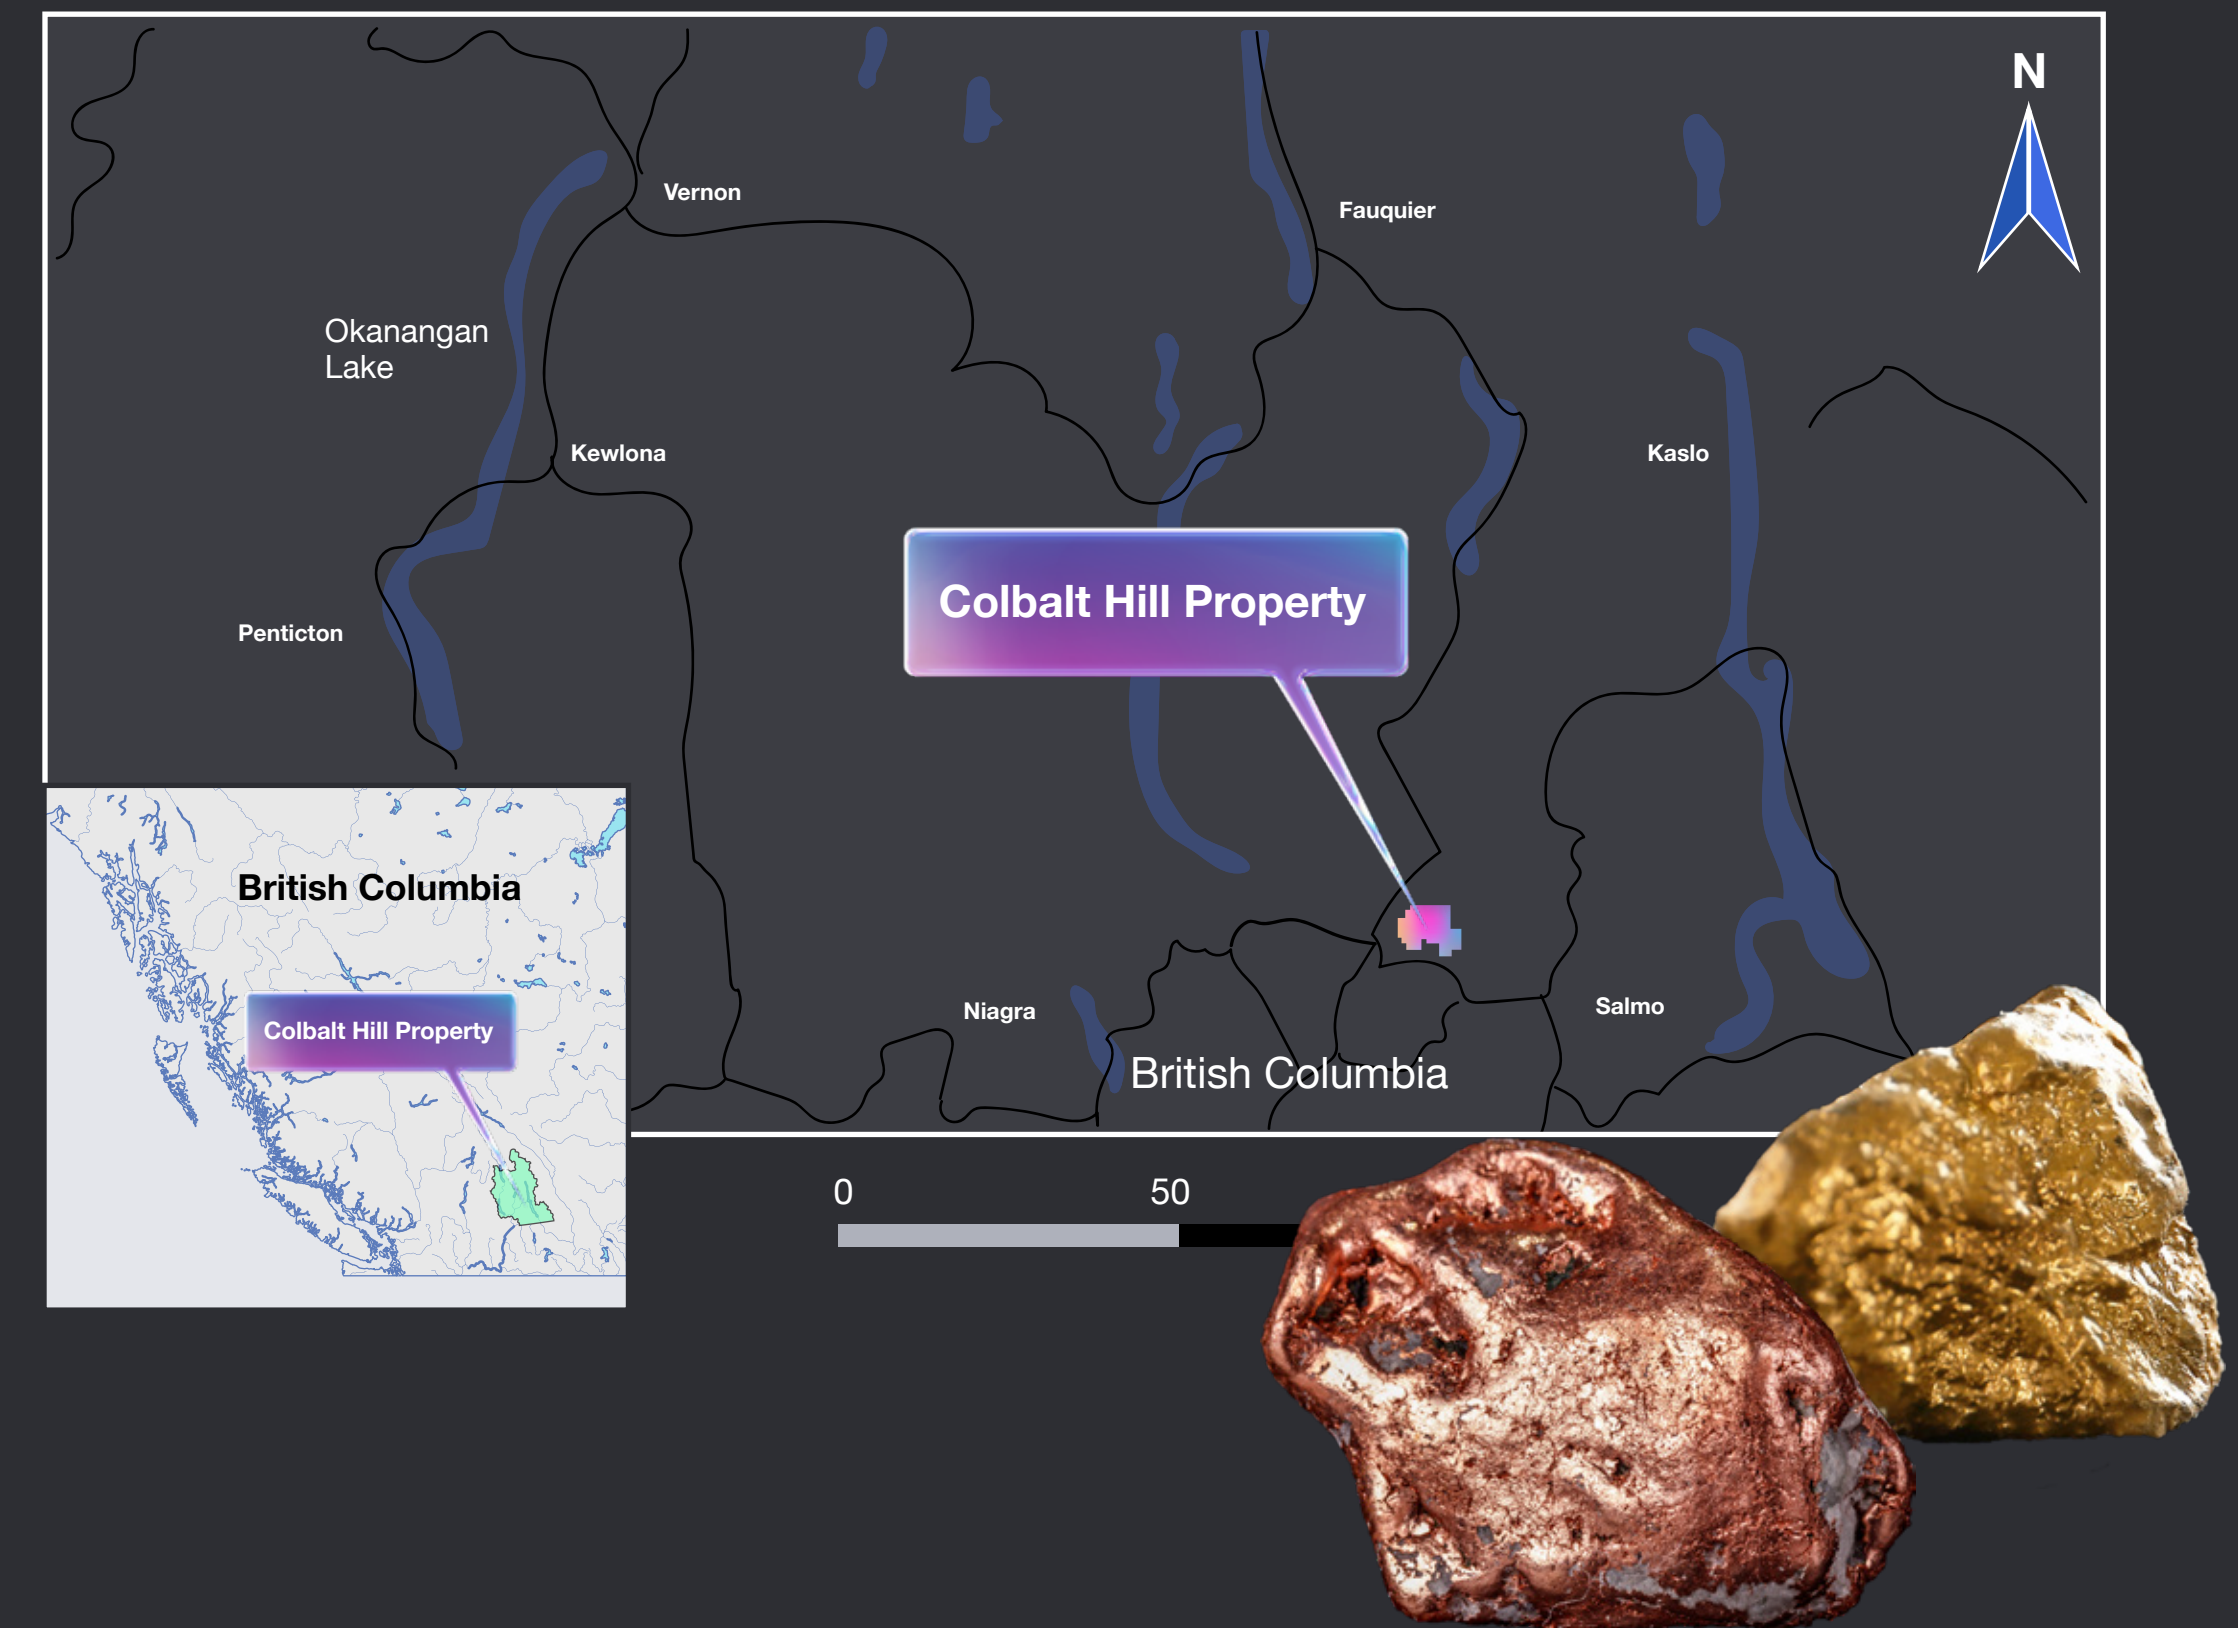 N
Vernon
Fauquier
Okanangan
Lake
Kewlona
Kaslo
Colbalt Hill Property
Penticton
British Columbia
Colbalt Hill Property
Niagra
Salmo
British Columbia
0
50